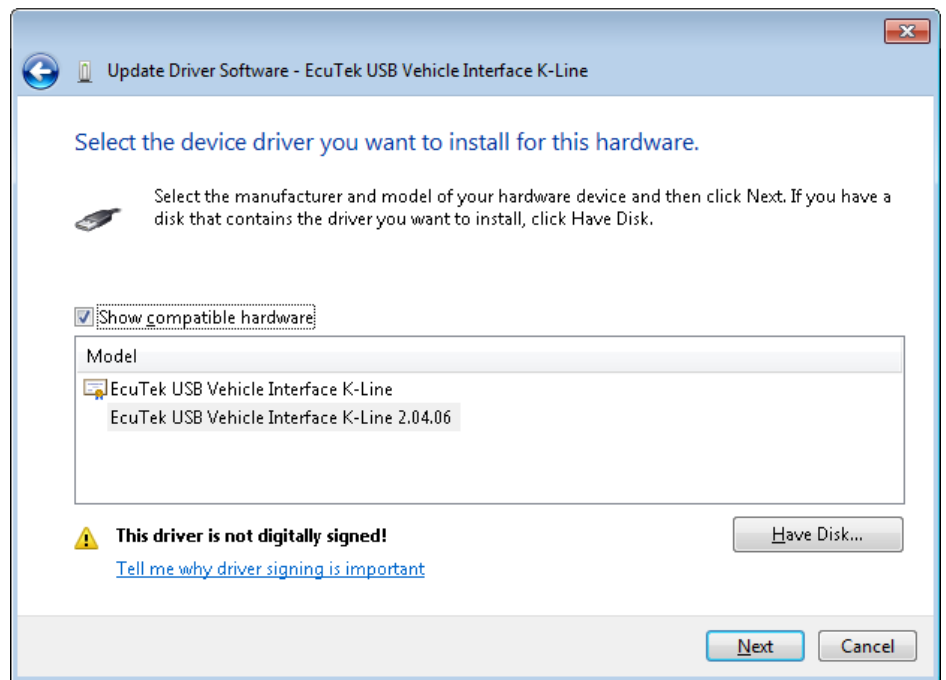 Update Driver Software - EcuTek USB Vehicle Interface K-Line
Select the device driver you want to install for this hardware.
Select the manufacturer and model of your hardware device and then click Next. If you have a
disk that contains the driver you want to install, click Have Disk.
Show compatible hardware
Model
EcuTek USB Vehicle Interface K-Line
EcuTek USB Vehicle Interface K-Line 2.04.06
This driver is not digitally signed!
Have Disk...
Tell me why driver signing is important
Next
Cancel